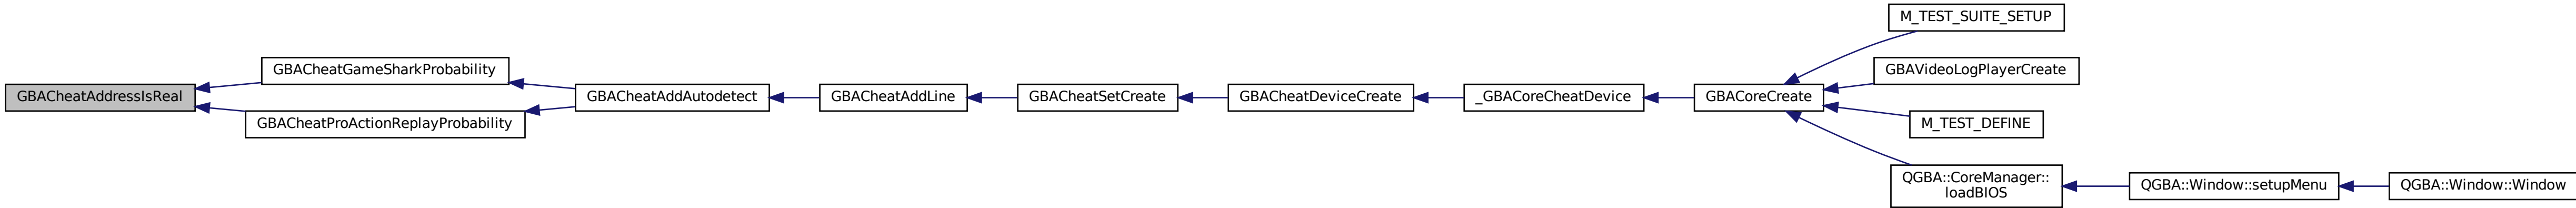 GBACheatAddressIsReal
GBACheatGameSharkProbability
GBACheatProActionReplayProbability
GBACheatAddAutodetect
GBACheatAddLine
GBACheatSetCreate
GBACheatDeviceCreate
_GBACoreCheatDevice
GBACoreCreate
M_TEST_SUITE_SETUP
GBAVideoLogPlayerCreate
M_TEST_DEFINE
QGBA::CoreManager::
loadBIOS
QGBA::Window::setupMenu
QGBA::Window::Window